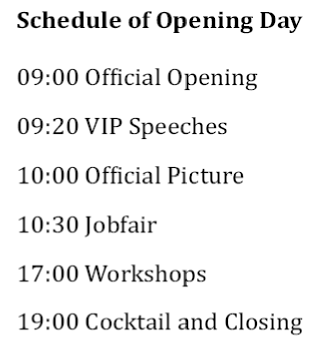 Schedule of Opening Day
09:00 Official Opening
09:20 VIP Speeches
10:00 Official Picture
10:30 Jobfair
17:00 Workshops
19:00 Cocktail and Closing